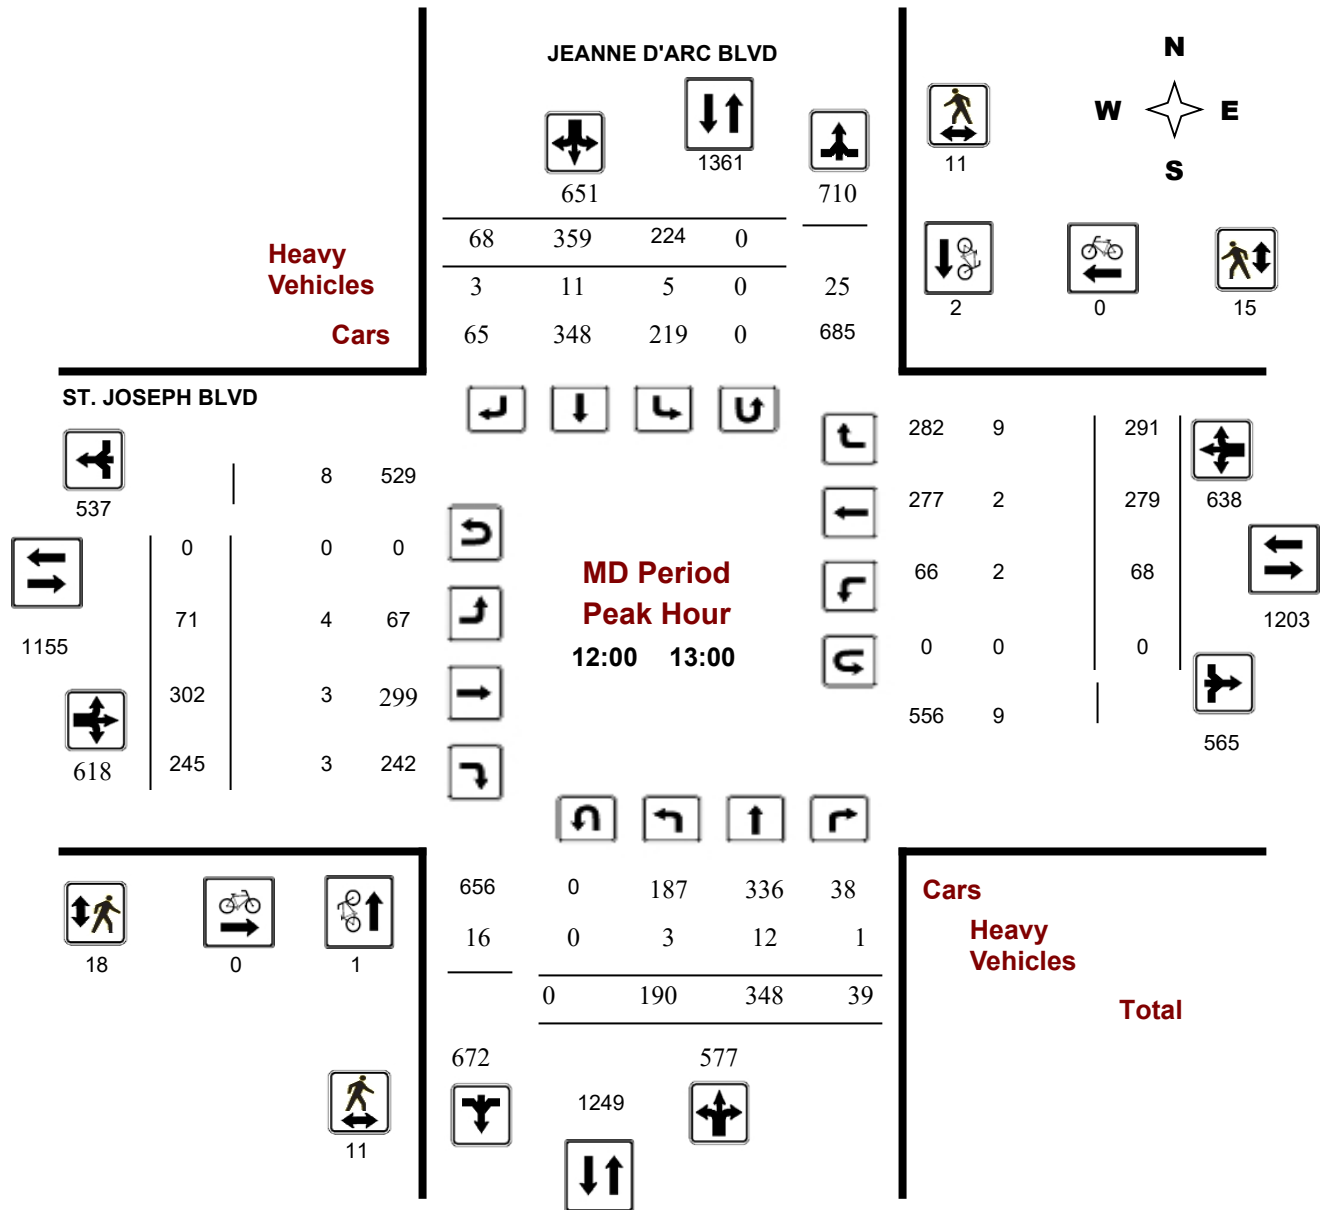 JEANNE D'ARC BLVD
N
W E
S
1361
11
651 710
68 359 224 0
Heavy
Vehicles
3 11 5 0 25
Cars
65 348 219 0 685
2 0 15
ST. JOSEPH BLVD
282 9 291
8 529
537
277 2 279 638
0 0 0
MD Period
66 2 68
Peak Hour
71 4 67
1155
1203
12:00 13:00
0 0 0
302 3 299
556 9
565
618 245 3 242
656 0 187 336 38
Cars
16 0 3 12 1
Heavy
Vehicles
18 0 1
0 190 348 39
Total
672 577
1249
11